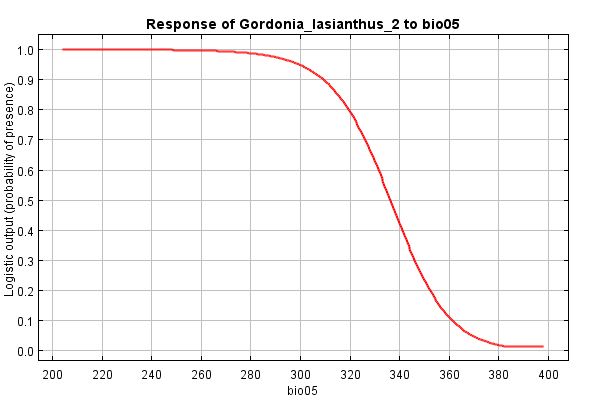 Response of Gordonia_lasianthus_2 to bio05
Logistic output (probability of presence)
1.0
0.9
0.8
0.7
0.6
0.5
0.4
0.3
0.2
0.1
0.0
200 220 240 260 280 300 320 340 360 380 400
bio05